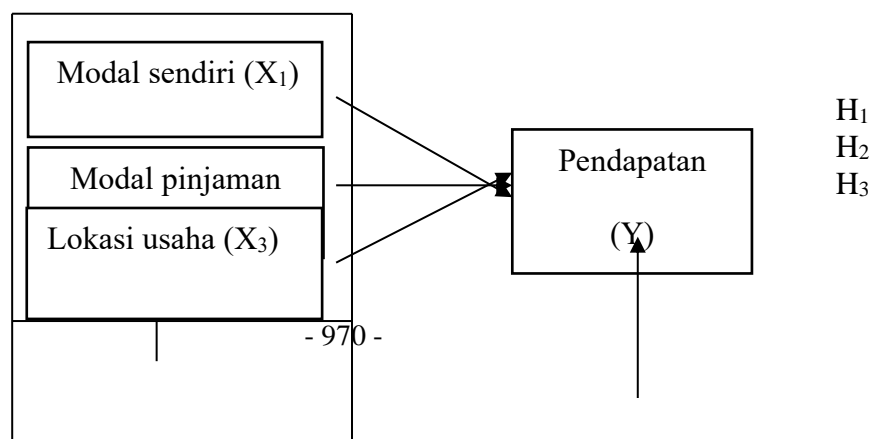 Modal sendiri (X₁)
Modal pinjaman
Lokasi usaha (X₃)
Pendapatan
(Y)
H₁
H₂
H₃
- 970 -